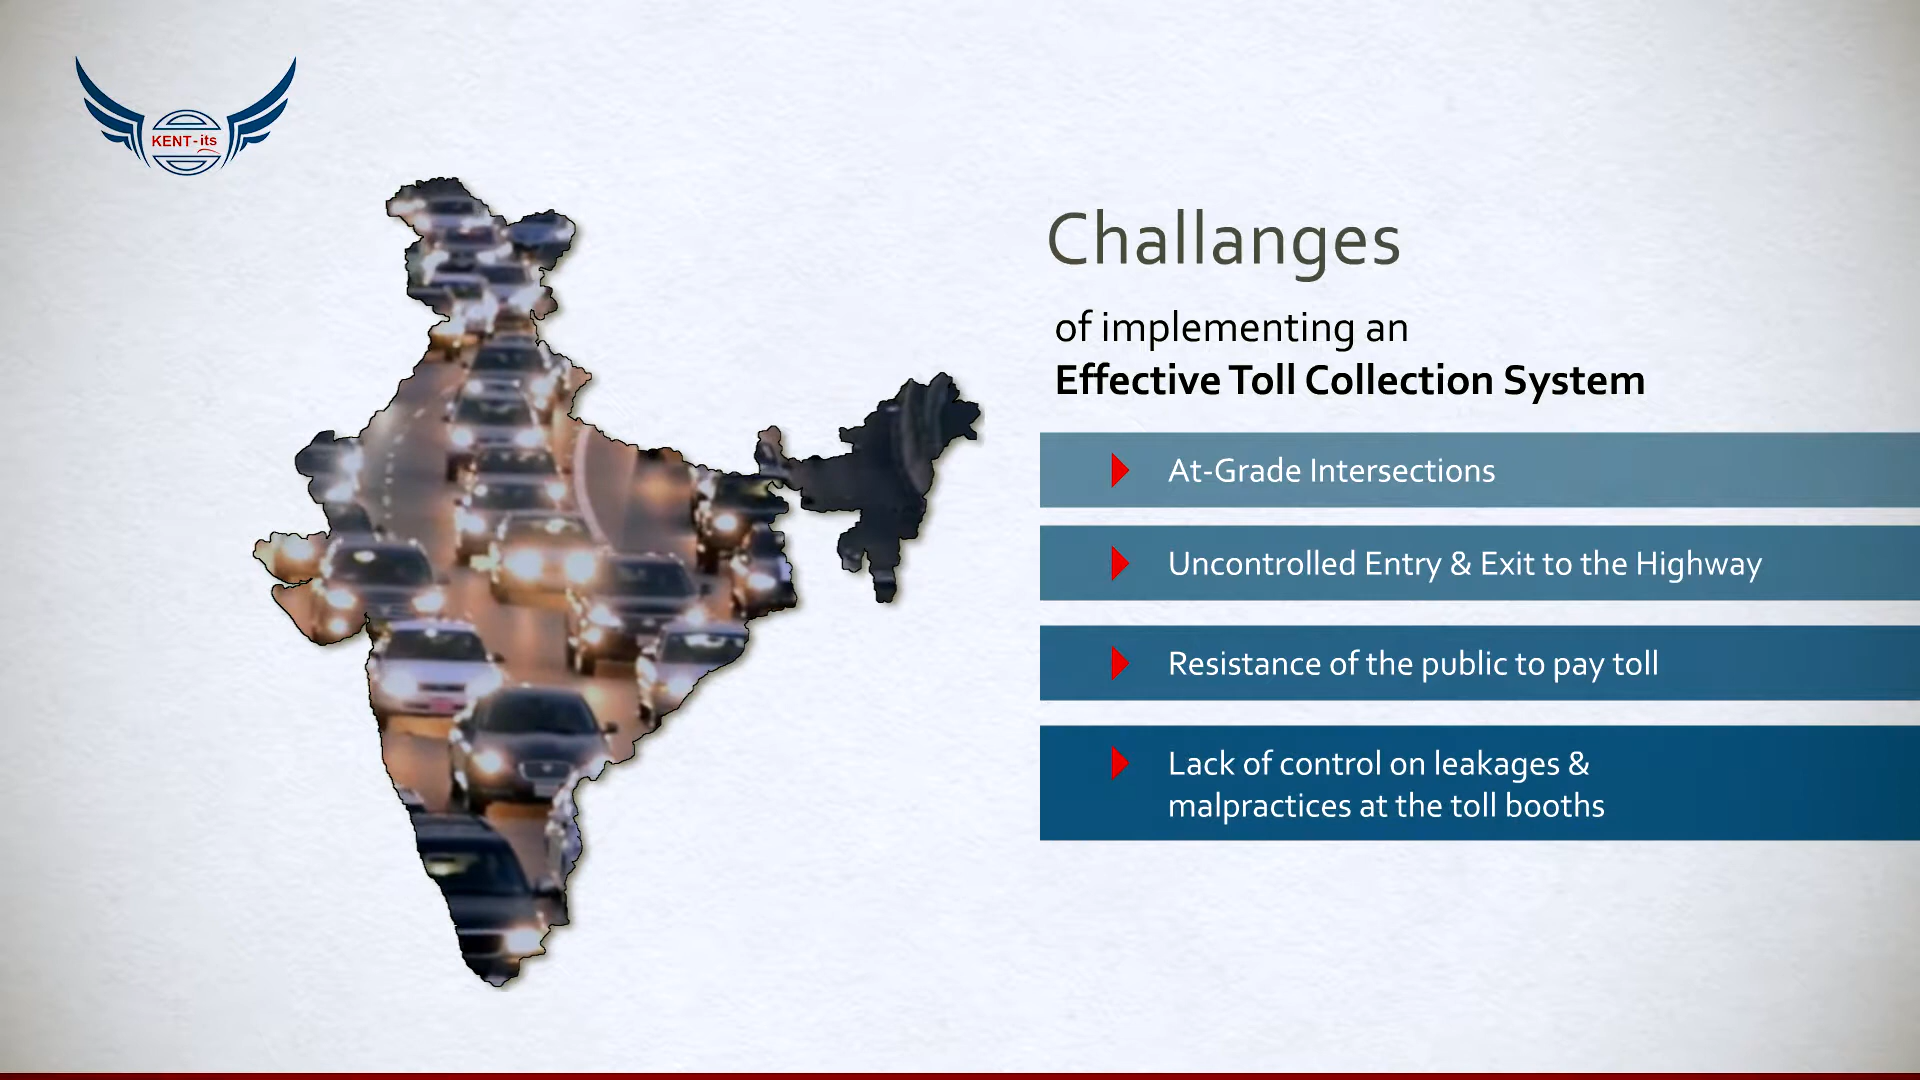 KENT-its
Challanges
of implementing an
Effective Toll Collection System
At-Grade Intersections
Uncontrolled Entry & Exit to the Highway
Resistance of the public to pay toll
Lack of control on leakages &
malpractices at the toll booths